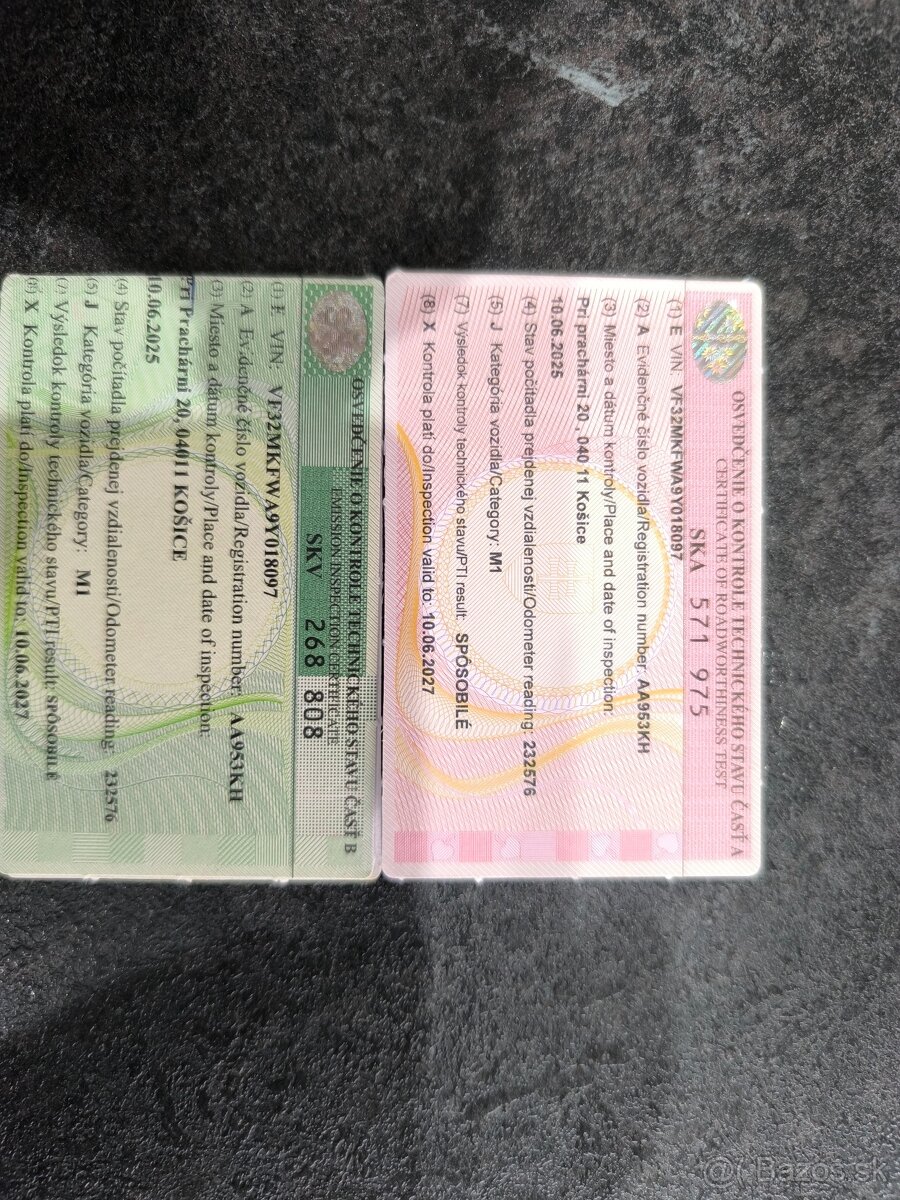 OSVEDČENIE O KONTROLE TECHNICKÉHO STAVU ČASŤ A
CERTIFICATE OF ROADWORTHINESS TEST
SKA 571 975
(1) E VIN: VF32MKFWA9Y018097
(2) A Evidenčné číslo vozidla/Registration number: AA953KH
(3) Miesto a dátum kontroly/Place and date of inspection:
Pri prachárni 20 , 040 11 Košice
10.06.2025
(4) Stav počítadla prejdenej vzdialenosti/Odometer reading: 232576
(5) J Kategória vozidla/Category: M1
(7) Výsledok kontroly technického stavu/PTI result: SPÔSOBILÉ
(8) X Kontrola platí do/Inspection valid to: 10.06.2027
OSVEDČENIE O KONTROLE TECHNICKÉHO STAVU ČASŤ B
EMISSION INSPECTION CERTIFICATE
SKV 268 808
(1) E VIN: VF32MKFWA9Y018097
(2) A Evidenčné číslo vozidla/Registration number: AA953KH
(3) Miesto a dátum kontroly/Place and date of inspection:
Pri Prachárni 20, 04011 KOŠICE
10.06.2025
(4) Stav počítadla prejdenej vzdialenosti/Odometer reading: 232576
(5) J Kategória vozidla/Category: M1
(7) Výsledok kontroly technického stavu/PTI result: SPÔSOBILÉ
(8) X Kontrola platí do/Inspection valid to: 10.06.2027
@( Bazos.sk